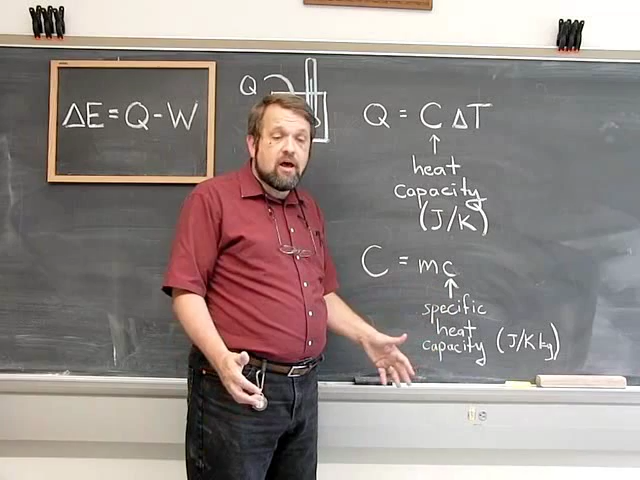 ΔE = Q - W
Q
Q = C ΔT
↑
heat
capacity
(J/K)
C = mc
↑
specific
heat
capacity (J/K kg)